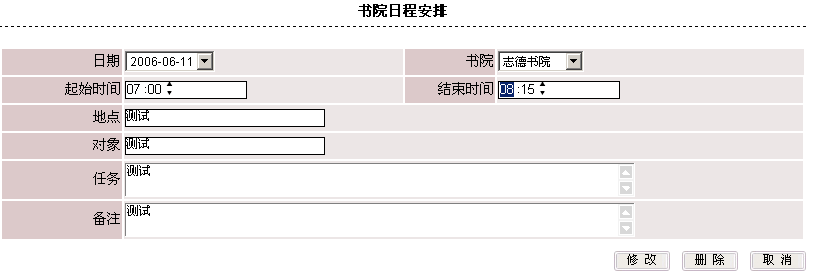 书院日程安排
日期 2006-06-11 书院 志德书院
起始时间 07 :00 结束时间 08 :15
地点 测试
对象 测试
任务 测试
备注 测试
修 改 删 除 取 消